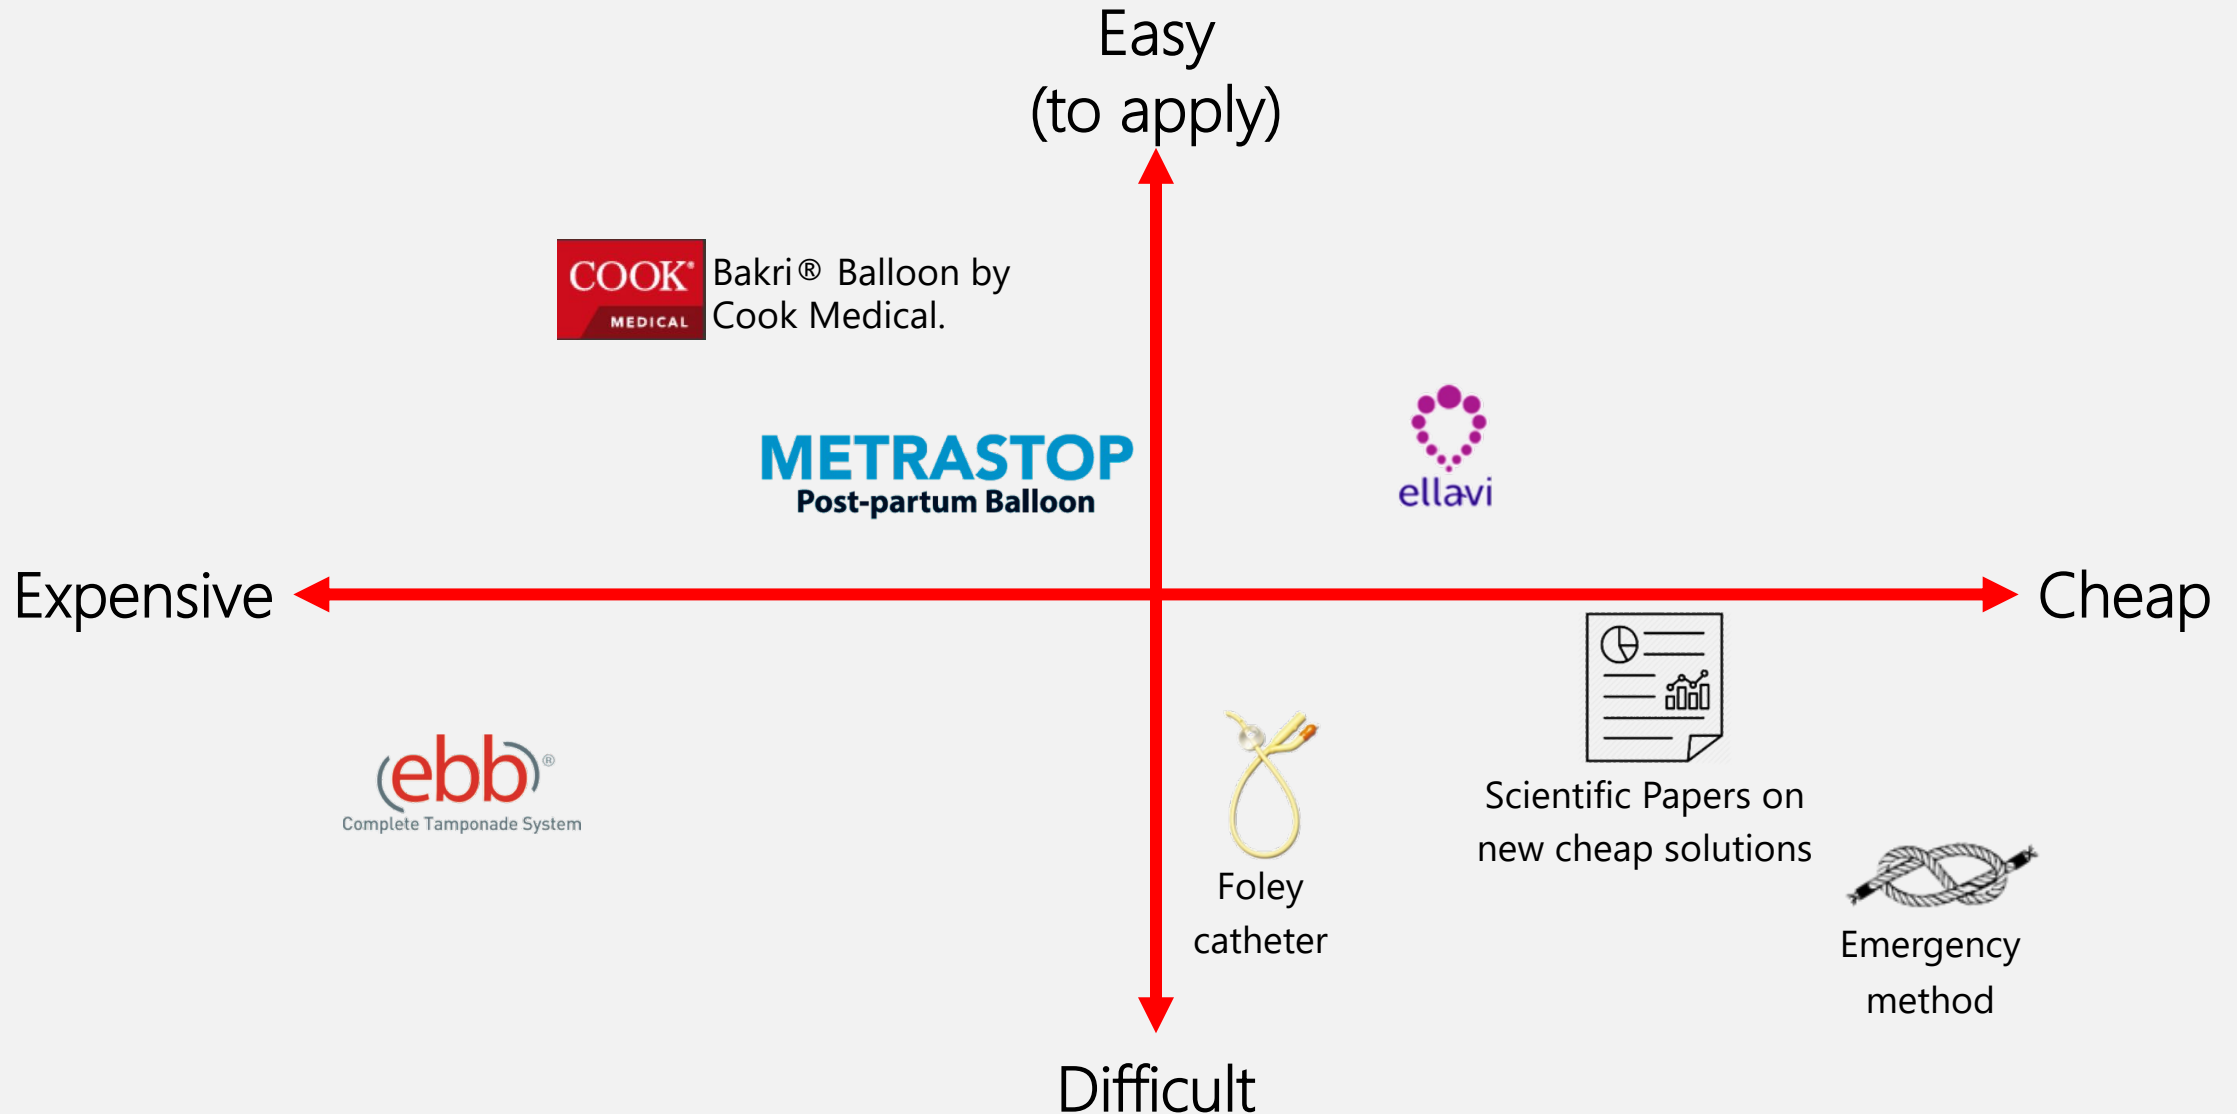 Easy
(to apply)
COOK®
MEDICAL
Bakri® Balloon by
Cook Medical.
METRASTOP
Post-partum Balloon
ellavi
Expensive
Cheap
(ebb)®
Complete Tamponade System
Scientific Papers on
new cheap solutions
Foley
catheter
Emergency
method
Difficult